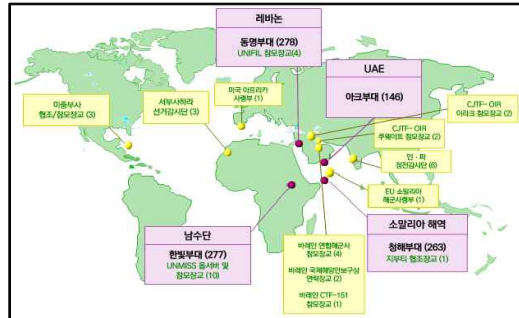 레바논
동명부대 (278)
UNIFIL 참모장교(4)
UAE
아크부대 (146)
미국 아프리카
사령부 (1)
서부사하라
선거감시단 (3)
미중부사
협조/참모장교 (3)
CJTF- OIR
이라크 참모장교 (2)
CJTF- OIR
쿠웨이트 참모장교 (2)
인 · 파
정전감시단 (6)
EU 소말리아
해군사령부 (1)
남수단
한빛부대 (277)
UNMISS 옵서버 및
참모장교 (10)
바레인 연합해군사
참모장교 (4)
바레인 국제해양안보구상
연락장교 (2)
바레인 CTF-151
참모장교 (1)
소말리아 해역
청해부대 (263)
지부티 협조장교 (1)